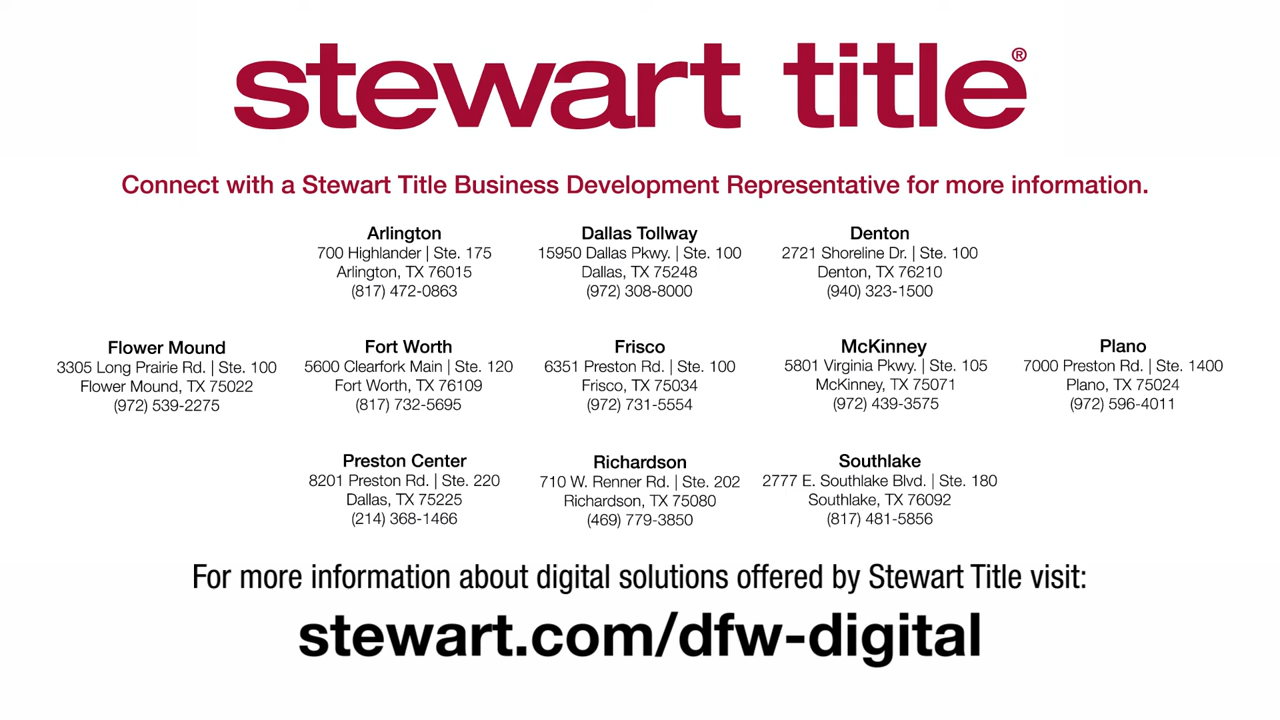 stewart title®
Connect with a Stewart Title Business Development Representative for more information.
Arlington
700 Highlander | Ste. 175
Arlington, TX 76015
(817) 472-0863
Dallas Tollway
15950 Dallas Pkwy. | Ste. 100
Dallas, TX 75248
(972) 308-8000
Denton
2721 Shoreline Dr. | Ste. 100
Denton, TX 76210
(940) 323-1500
Flower Mound
3305 Long Prairie Rd. | Ste. 100
Flower Mound, TX 75022
(972) 539-2275
Fort Worth
5600 Clearfork Main | Ste. 120
Fort Worth, TX 76109
(817) 732-5695
Frisco
6351 Preston Rd. | Ste. 100
Frisco, TX 75034
(972) 731-5554
McKinney
5801 Virginia Pkwy. | Ste. 105
McKinney, TX 75071
(972) 439-3575
Plano
7000 Preston Rd. | Ste. 1400
Plano, TX 75024
(972) 596-4011
Preston Center
8201 Preston Rd. | Ste. 220
Dallas, TX 75225
(214) 368-1466
Richardson
710 W. Renner Rd. | Ste. 202
Richardson, TX 75080
(469) 779-3850
Southlake
2777 E. Southlake Blvd. | Ste. 180
Southlake, TX 76092
(817) 481-5856
For more information about digital solutions offered by Stewart Title visit:
stewart.com/dfw-digital